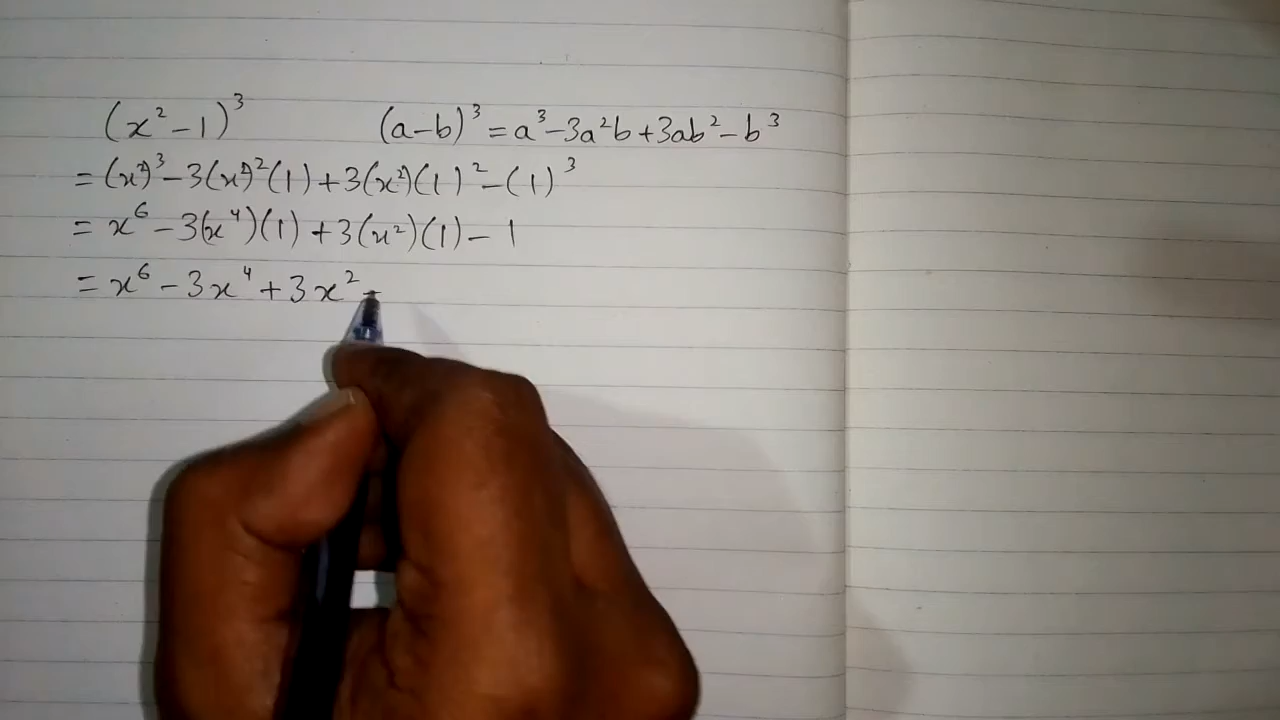 (x² - 1)³ (a-b)³ = a³ - 3a²b + 3ab² - b³
= (x²)³ - 3(x²)²(1) + 3(x²)(1)² - (1)³
= x⁶ - 3(x⁴)(1) + 3(x²)(1) - 1
= x⁶ - 3x⁴ + 3x² -